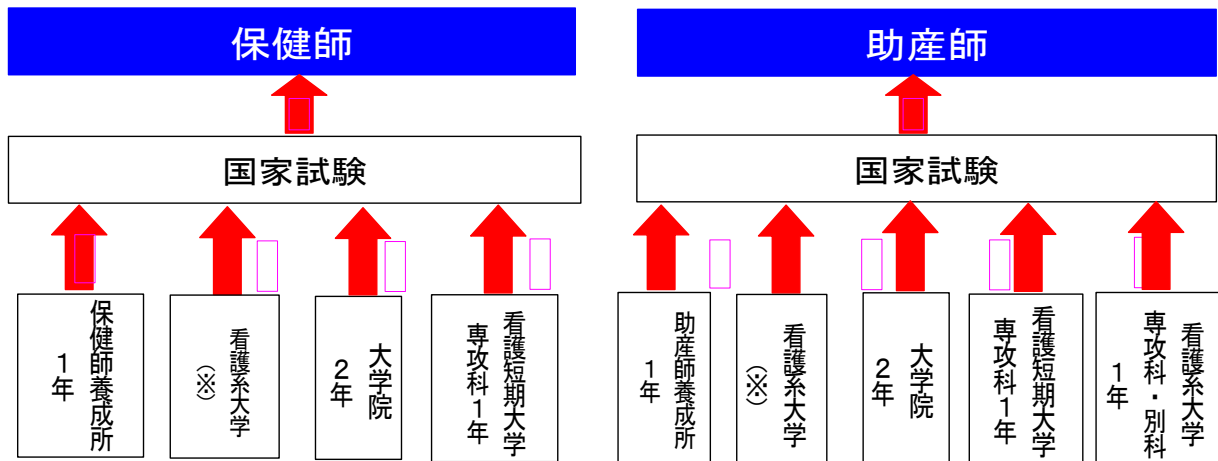 保健師
国家試験
保健師養成所
1年
看護系大学
(※)
大学院
2年
看護短期大学
専攻科1年
助産師
国家試験
助産師養成所
1年
看護系大学
(※)
大学院
2年
看護短期大学
専攻科1年
看護系大学
専攻科・別科
1年